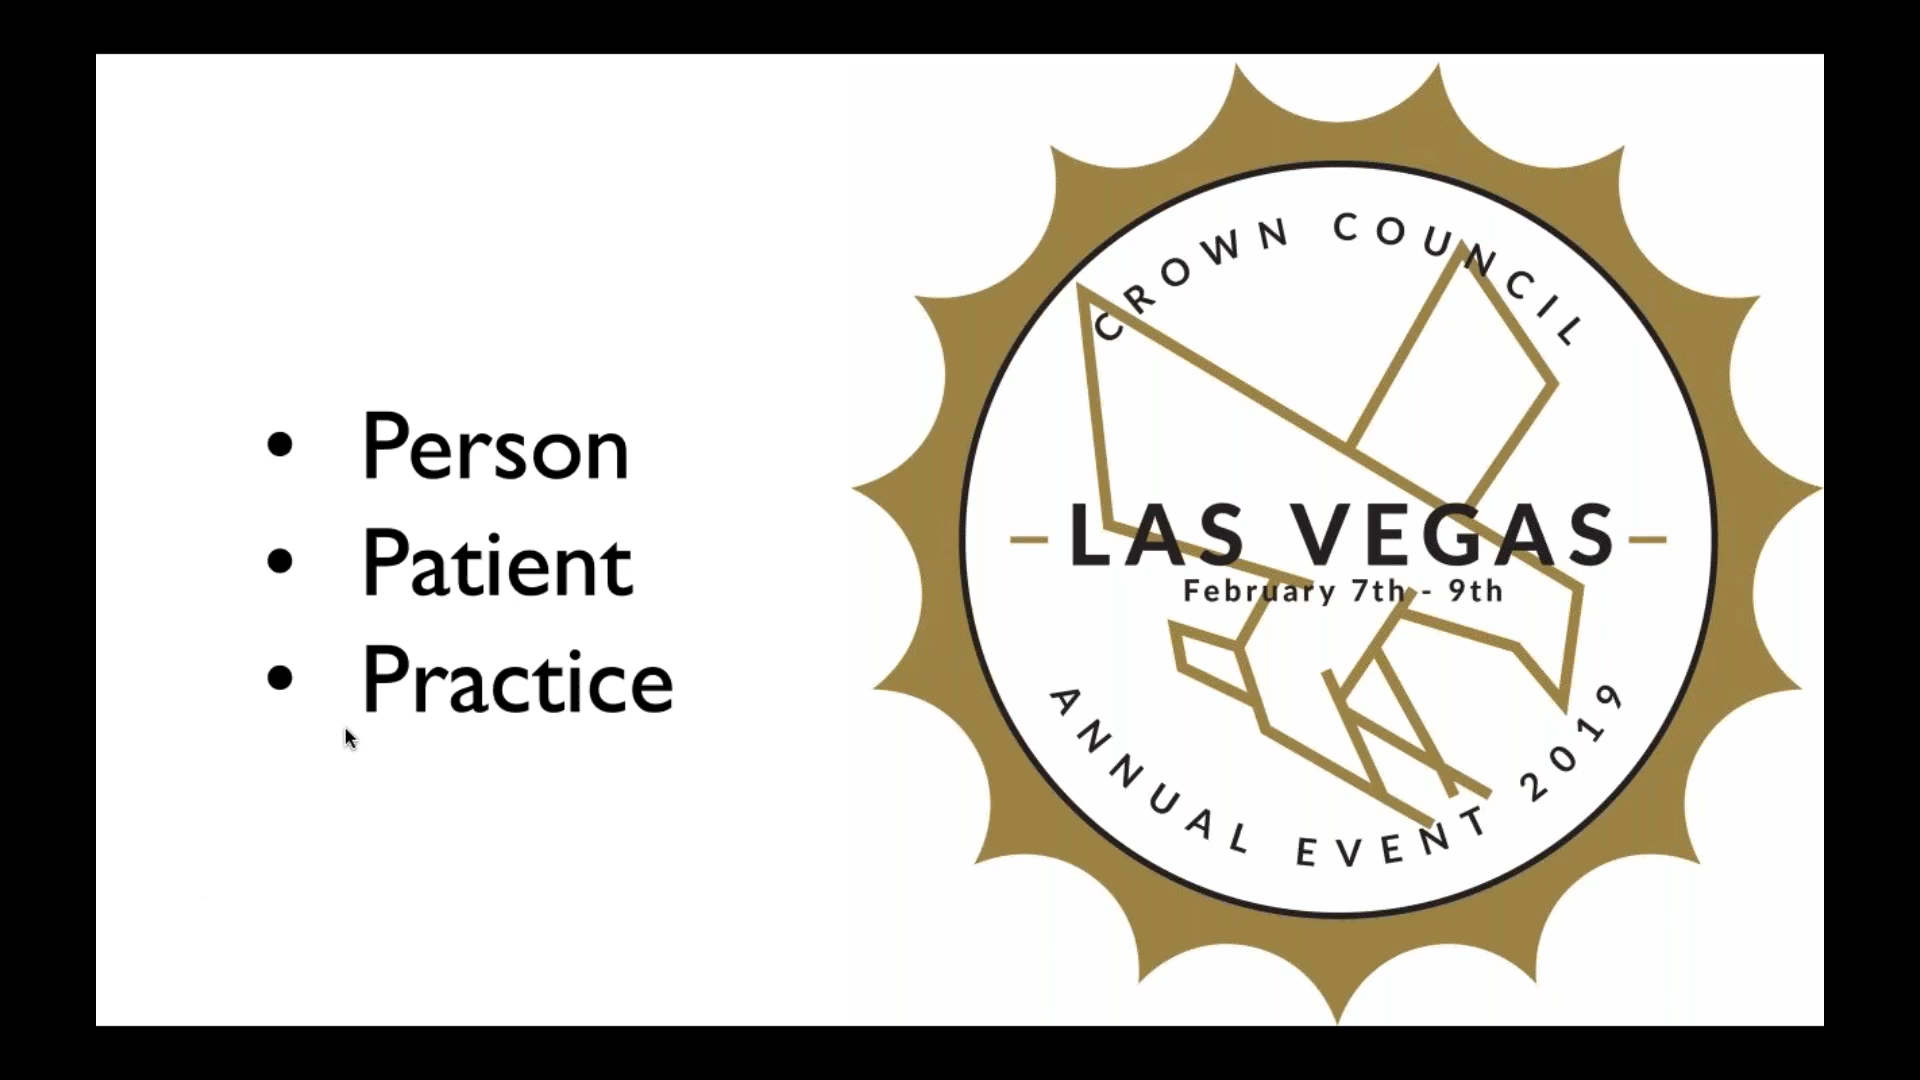 • Person
• Patient
• Practice
CROWN COUNCIL
– LAS VEGAS –
February 7th - 9th
ANNUAL EVENT 2019